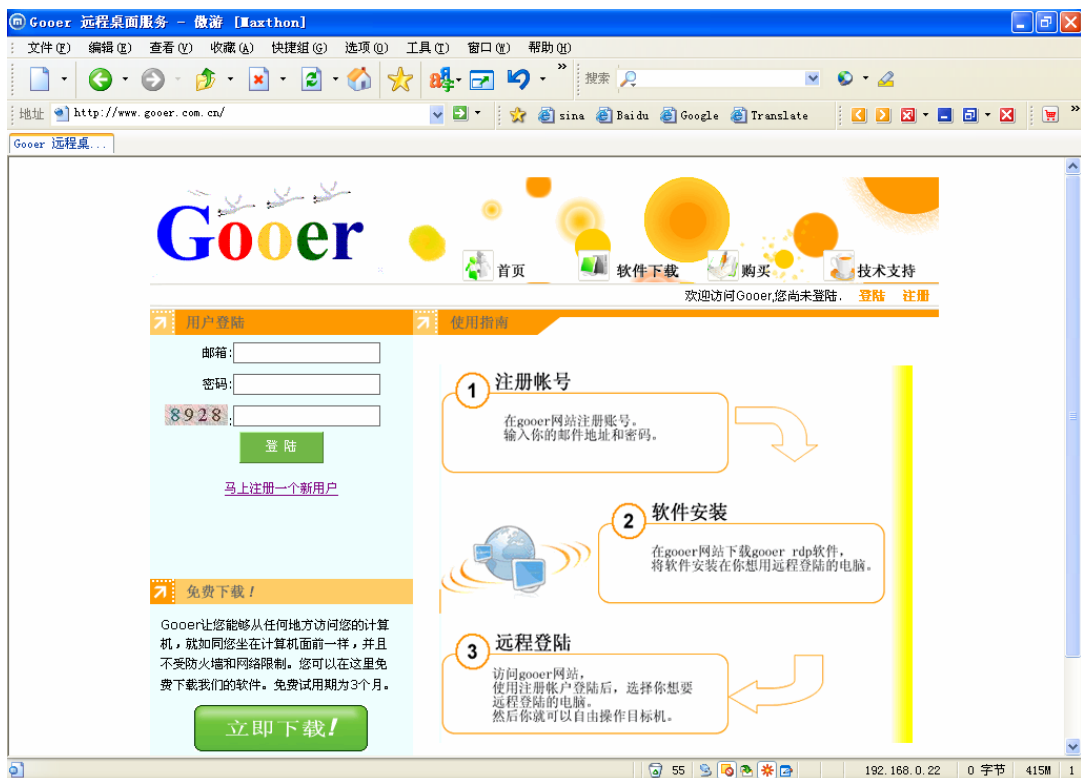 Gooer 远程桌面服务 - 傲游 [Maxthon]
文件(F) 编辑(E) 查看(V) 收藏(A) 快捷组(G) 选项(O) 工具(T) 窗口(W) 帮助(H)
搜索
地址 http://www.gooer.com.cn/ sina Baidu Google Translate
Gooer 远程桌...
Gooer
首页 软件下载 购买 技术支持
欢迎访问Gooer,您尚未登陆. 登陆 注册
用户登陆
邮箱:
密码:
8928:
登 陆
马上注册一个新用户
免费下载!
Gooer让您能够从任何地方访问您的计算
机，就如同您坐在计算机面前一样，并且
不受防火墙和网络限制。您可以在这里免
费下载我们的软件。免费试用期为3个月。
立即下载!
使用指南
1 注册帐号
在gooer网站注册账号。
输入你的邮件地址和密码。
2 软件安装
在gooer网站下载gooer rdp软件，
将软件安装在你想用远程登陆的电脑。
3 远程登陆
访问gooer网站，
使用注册帐户登陆后，选择你想要
远程登陆的电脑。
然后你就可以自由操作目标机。
55 192.168.0.22 0 字节 415M 1